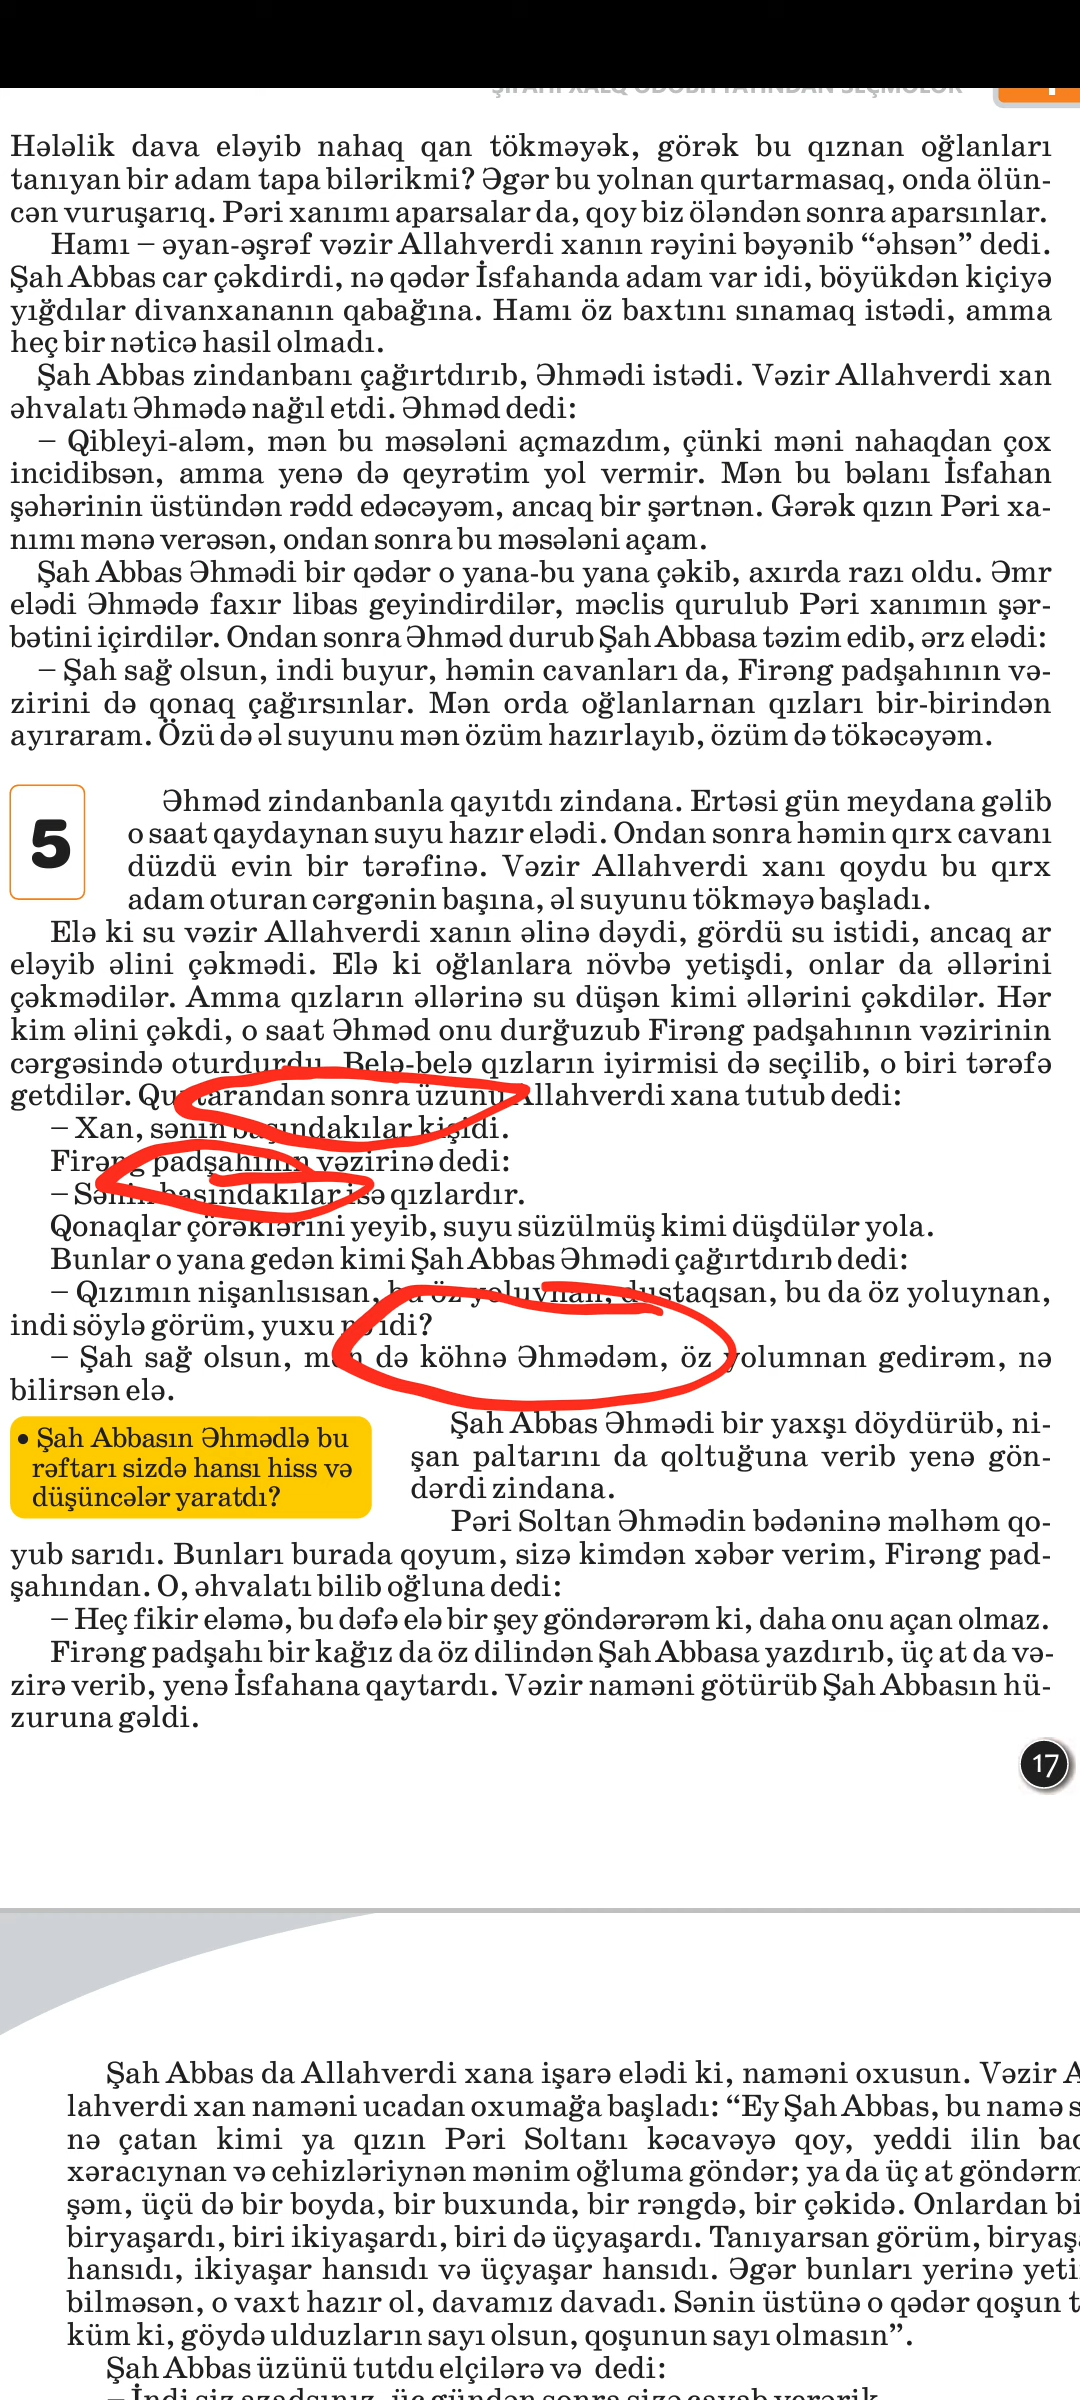 Hələlik dava eləyib nahaq qan tökməyək, görək bu qıznan oğlanları
tanıyan bir adam tapa bilərikmi? Əgər bu yolnan qurtarmasaq, onda ölün-
cən vuruşarıq. Pəri xanımı aparsalar da, qoy biz öləndən sonra aparsınlar.
Hamı – əyan-əşrəf vəzir Allahverdi xanın rəyini bəyənib “əhsən” dedi.
Şah Abbas car çəkdirdi, nə qədər İsfahanda adam var idi, böyükdən kiçiyə
yığdılar divanxananın qabağına. Hamı öz baxtını sınamaq istədi, amma
heç bir nəticə hasil olmadı.
Şah Abbas zindanbanı çağırtdırıb, Əhmədi istədi. Vəzir Allahverdi xan
əhvalatı Əhmədə nağıl etdi. Əhməd dedi:
– Qibleyi-aləm, mən bu məsələni açmazdım, çünki məni nahaqdan çox
incidibsən, amma yenə də qeyrətim yol vermir. Mən bu bəlanı İsfahan
şəhərinin üstündən rədd edəcəyəm, ancaq bir şərtnən. Gərək qızın Pəri xa-
nımı mənə verəsən, ondan sonra bu məsələni açam.
Şah Abbas Əhmədi bir qədər o yana-bu yana çəkib, axırda razı oldu. Əmr
elədi Əhmədə faxır libas geyindirdilər, məclis qurulub Pəri xanımın şər-
bətini içirdilər. Ondan sonra Əhməd durub Şah Abbasa təzim edib, ərz elədi:
– Şah sağ olsun, indi buyur, həmin cavanları da, Firəng padşahının və-
zirini də qonaq çağırsınlar. Mən orda oğlanlarnan qızları bir-birindən
ayıraram. Özü də əl suyunu mən özüm hazırlayıb, özüm də tökəcəyəm.
5
Əhməd zindanbanla qayıtdı zindana. Ertəsi gün meydana gəlib
o saat qaydaynan suyu hazır elədi. Ondan sonra həmin qırx cavanı
düzdü evin bir tərəfinə. Vəzir Allahverdi xanı qoydu bu qırx
adam oturan cərgənin başına, əl suyunu tökməyə başladı.
Elə ki su vəzir Allahverdi xanın əlinə dəydi, gördü su istidi, ancaq ar
eləyib əlini çəkmədi. Elə ki oğlanlara növbə yetişdi, onlar da əllərini
çəkmədilər. Amma qızların əllərinə su düşən kimi əllərini çəkdilər. Hər
kim əlini çəkdi, o saat Əhməd onu durğuzub Firəng padşahının vəzirinin
cərgəsində oturdurdu. Belə-belə qızların iyirmisi də seçilib, o biri tərəfə
getdilər. Qurtarandan sonra üzünü Allahverdi xana tutub dedi:
– Xan, sənin başındakılar kişidi.
Firəng padşahının vəzirinə dedi:
– Sənin başındakılar isə qızlardır.
Qonaqlar çörəklərini yeyib, suyu süzülmüş kimi düşdülər yola.
Bunlar o yana gedən kimi Şah Abbas Əhmədi çağırtdırıb dedi:
– Qızımın nişanlısısan, bu öz yoluynan, dustaqsan, bu da öz yoluynan,
indi söylə görüm, yuxu nə idi?
– Şah sağ olsun, mən də köhnə Əhmədəm, öz yolumnan gedirəm, nə
bilirsən elə.
• Şah Abbasın Əhmədlə bu
rəftarı sizdə hansı hiss və
düşüncələr yaratdı?
Şah Abbas Əhmədi bir yaxşı döydürüb, ni-
şan paltarını da qoltuğuna verib yenə gön-
dərdi zindana.
Pəri Soltan Əhmədin bədəninə məlhəm qo-
yub sarıdı. Bunları burada qoyum, sizə kimdən xəbər verim, Firəng pad-
şahından. O, əhvalatı bilib oğluna dedi:
– Heç fikir eləmə, bu dəfə elə bir şey göndərərəm ki, daha onu açan olmaz.
Firəng padşahı bir kağız da öz dilindən Şah Abbasa yazdırıb, üç at da və-
zirə verib, yenə İsfahana qaytardı. Vəzir naməni götürüb Şah Abbasın hü-
zuruna gəldi.
17
Şah Abbas da Allahverdi xana işarə elədi ki, naməni oxusun. Vəzir A
lahverdi xan naməni ucadan oxumağa başladı: “Ey Şah Abbas, bu namə s
nə çatan kimi ya qızın Pəri Soltanı kəcavəyə qoy, yeddi ilin bac
xəracıynan və cehizləriynən mənim oğluma göndər; ya da üç at göndərm
şəm, üçü də bir boyda, bir buxunda, bir rəngdə, bir çəkidə. Onlardan bi
biryaşardı, biri ikiyaşardı, biri də üçyaşardı. Tanıyarsan görüm, biryaşa
hansıdı, ikiyaşar hansıdı və üçyaşar hansıdı. Əgər bunları yerinə yeti
bilməsən, o vaxt hazır ol, davamız davadı. Sənin üstünə o qədər qoşun t
küm ki, göydə ulduzların sayı olsun, qoşunun sayı olmasın”.
Şah Abbas üzünü tutdu elçilərə və dedi:
– İndi siz azadsınız, üç gündən sonra sizə cavab verərik.